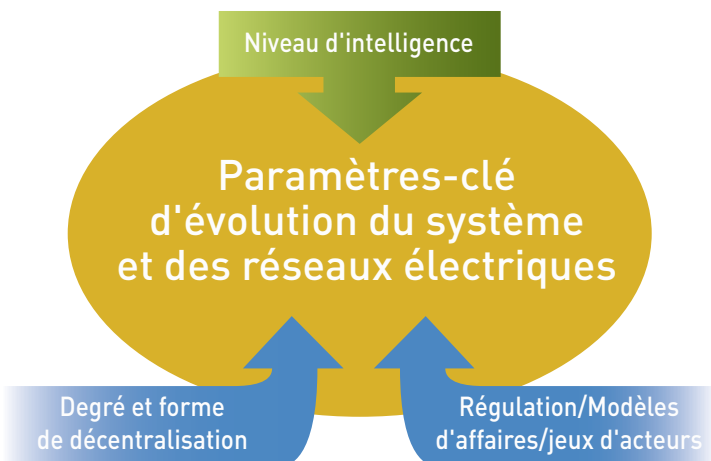 Niveau d'intelligence
Paramètres-clé
d'évolution du système
et des réseaux électriques
Degré et forme
de décentralisation
Régulation/Modèles
d'affaires/jeux d'acteurs